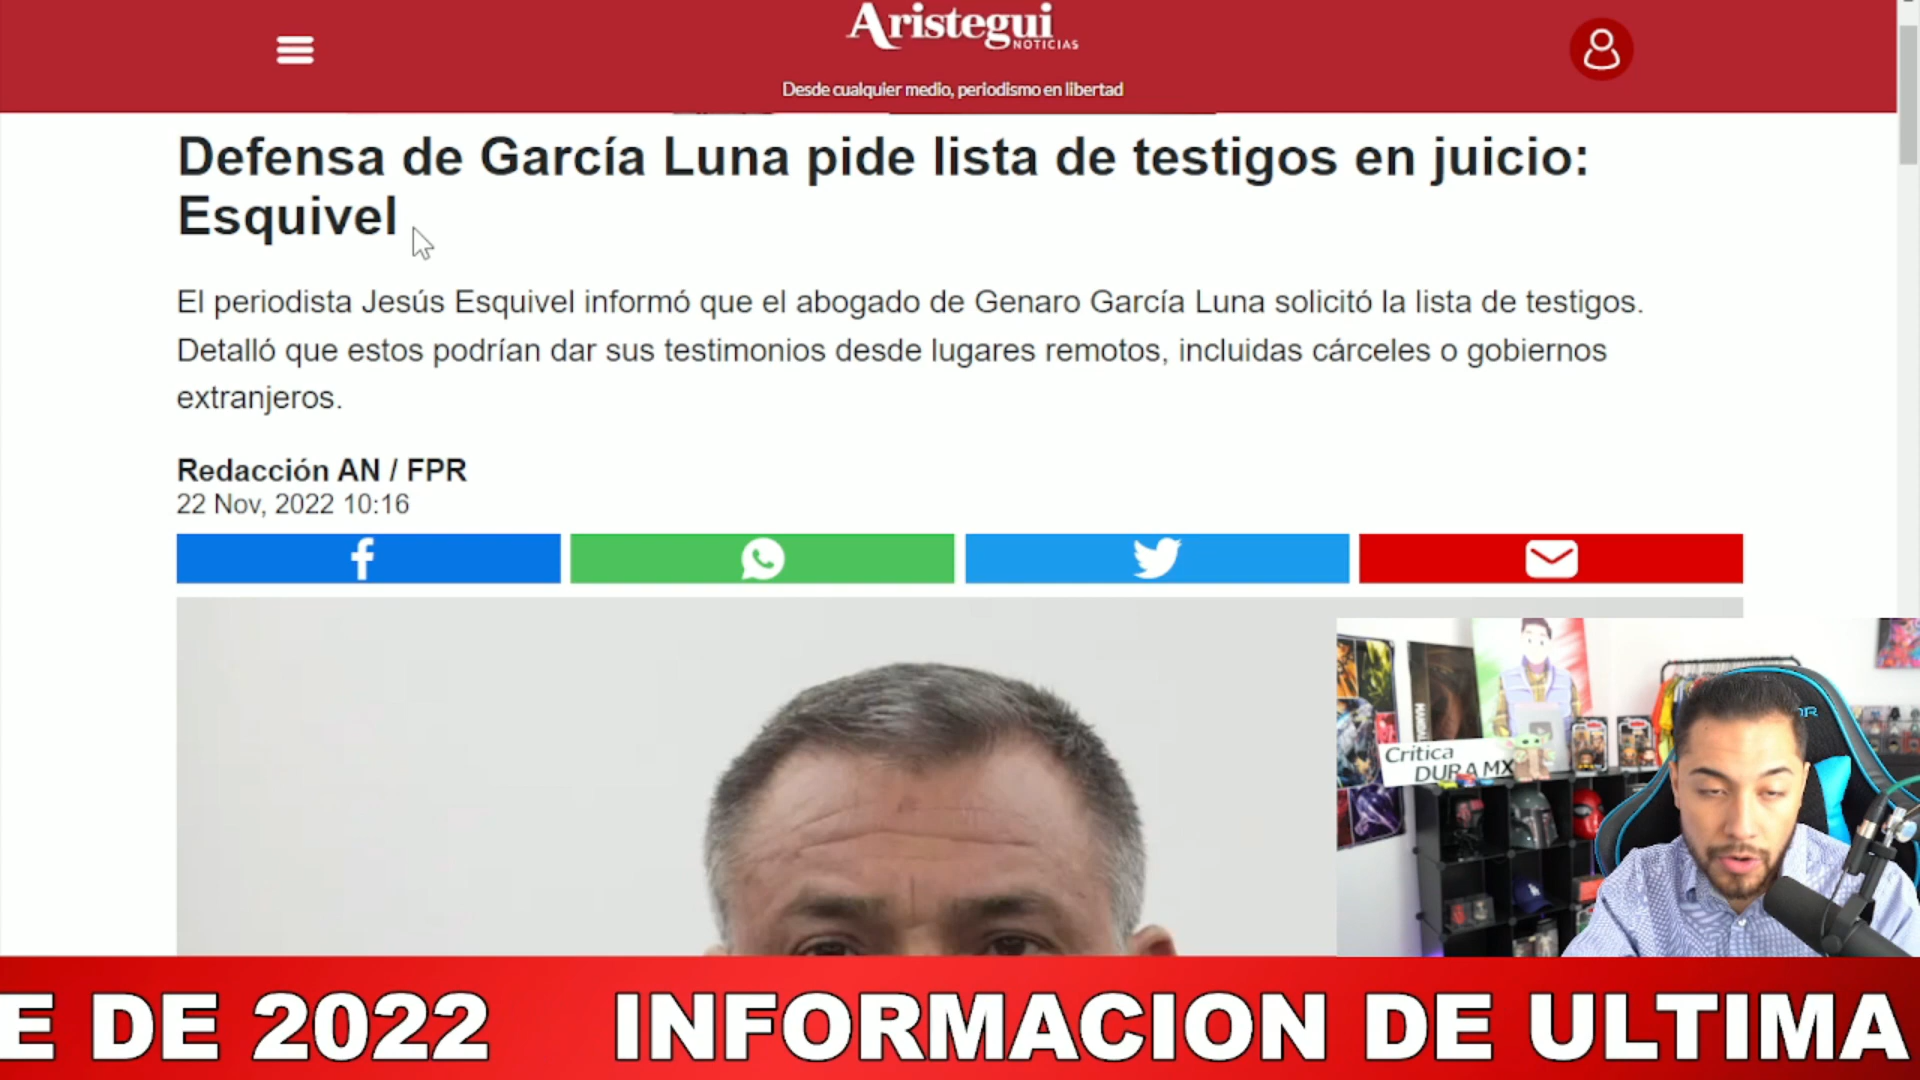 Aristegui
NOTICIAS
Desde cualquier medio, periodismo en libertad
Defensa de García Luna pide lista de testigos en juicio:
Esquivel
El periodista Jesús Esquivel informó que el abogado de Genaro García Luna solicitó la lista de testigos.
Detalló que estos podrían dar sus testimonios desde lugares remotos, incluidas cárceles o gobiernos
extranjeros.
Redacción AN / FPR
22 Nov, 2022 10:16
Crítica
DURA MX
E DE 2022 INFORMACION DE ULTIMA